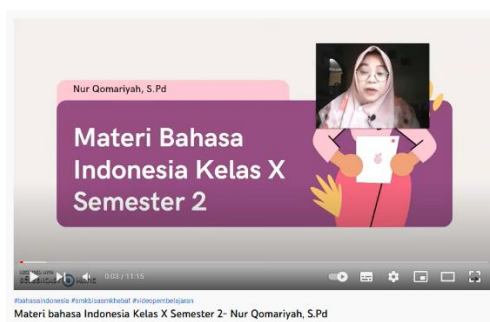 Nur Qomariyah, S.Pd
Materi Bahasa
Indonesia Kelas X
Semester 2
0:03 / 11:15
#bahasaindonesia #smkbisasmkhebat #videopembelajaran
Materi bahasa Indonesia Kelas X Semester 2- Nur Qomariyah, S.Pd